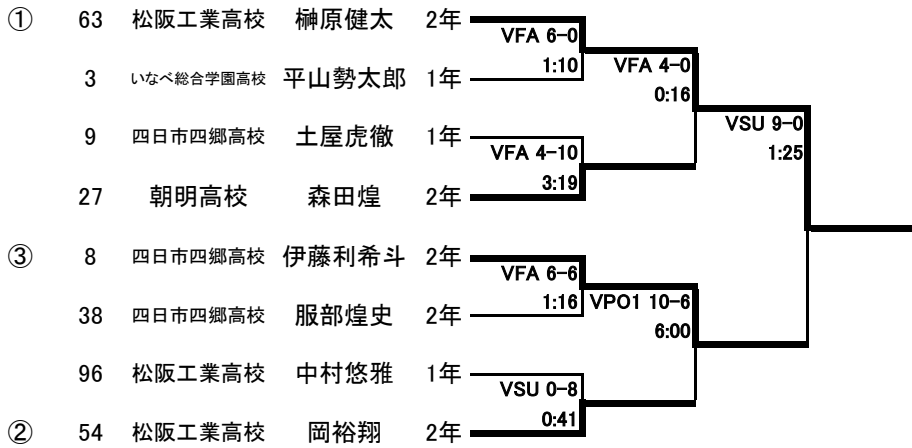 ① 63 松阪工業高校 榊原健太 2年
VFA 6-0
1:10
3 いなべ総合学園高校 平山勢太郎 1年
VFA 4-0
0:16
9 四日市四郷高校 土屋虎徹 1年
VFA 4-10
3:19
27 朝明高校 森田煌 2年
VSU 9-0
1:25
③ 8 四日市四郷高校 伊藤利希斗 2年
VFA 6-6
1:16
38 四日市四郷高校 服部煌史 2年
VPO1 10-6
6:00
96 松阪工業高校 中村悠雅 1年
VSU 0-8
0:41
② 54 松阪工業高校 岡裕翔 2年